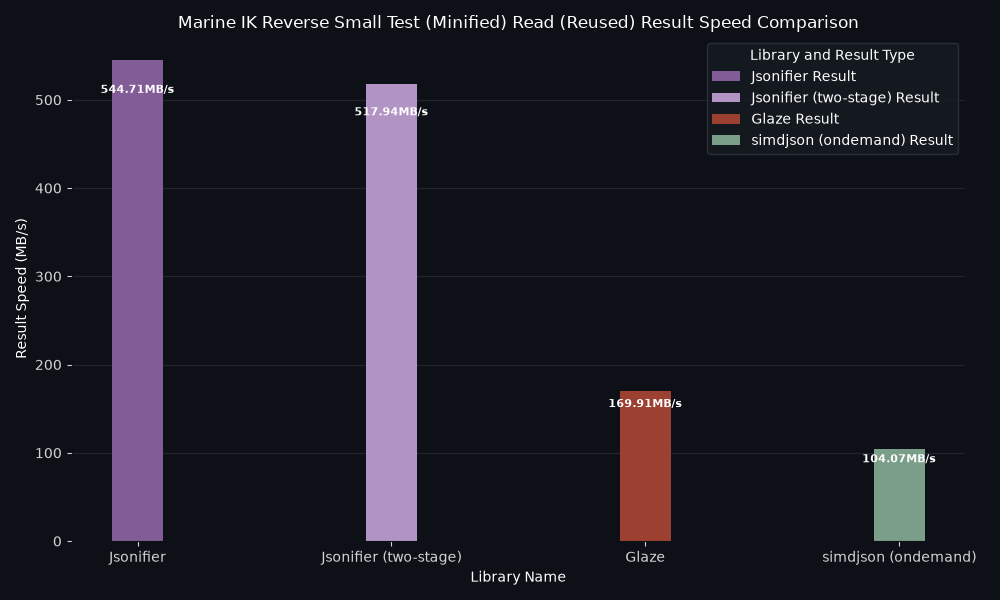 Marine IK Reverse Small Test (Minified) Read (Reused) Result Speed Comparison
Library and Result Type
Jsonifier Result
Jsonifier (two-stage) Result
Glaze Result
simdjson (ondemand) Result
544.71MB/s
517.94MB/s
169.91MB/s
104.07MB/s
Result Speed (MB/s)
500
400
300
200
100
0
Jsonifier
Jsonifier (two-stage)
Glaze
simdjson (ondemand)
Library Name